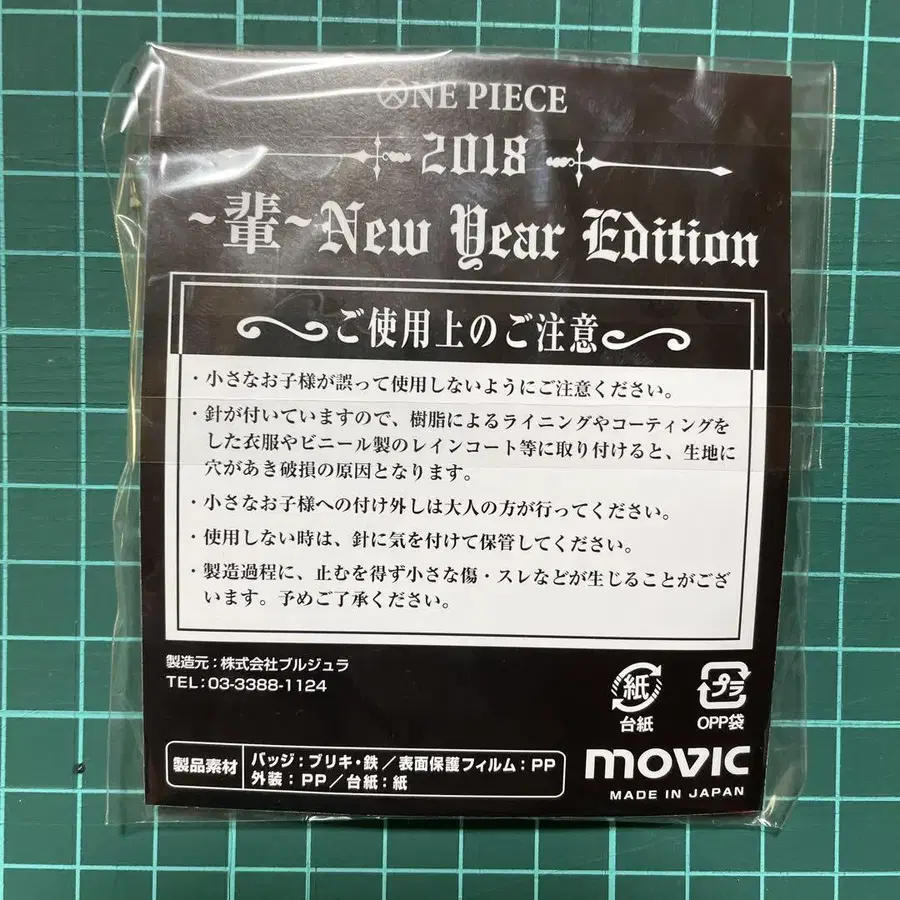 ONE PIECE
2018
~輩~New Year Edition
ご使用上のご注意
・小さなお子様が誤って使用しないようにご注意ください。
・針が付いていますので、樹脂によるライニングやコーティングを
した衣服やビニール製のレインコート等に取り付けると、生地に
穴があき破損の原因となります。
・小さなお子様への付け外しは大人の方が行ってください。
・使用しない時は、針に気を付けて保管してください。
・製造過程に、止むを得ず小さな傷・スレなどが生じることがござ
います。予めご了承ください。
製造元:株式会社ブルジュラ
TEL:03-3388-1124
紙
台紙
プラ
OPP袋
製品素材
バッジ:ブリキ・鉄/表面保護フィルム:PP
外装:PP/台紙:紙
movic
MADE IN JAPAN